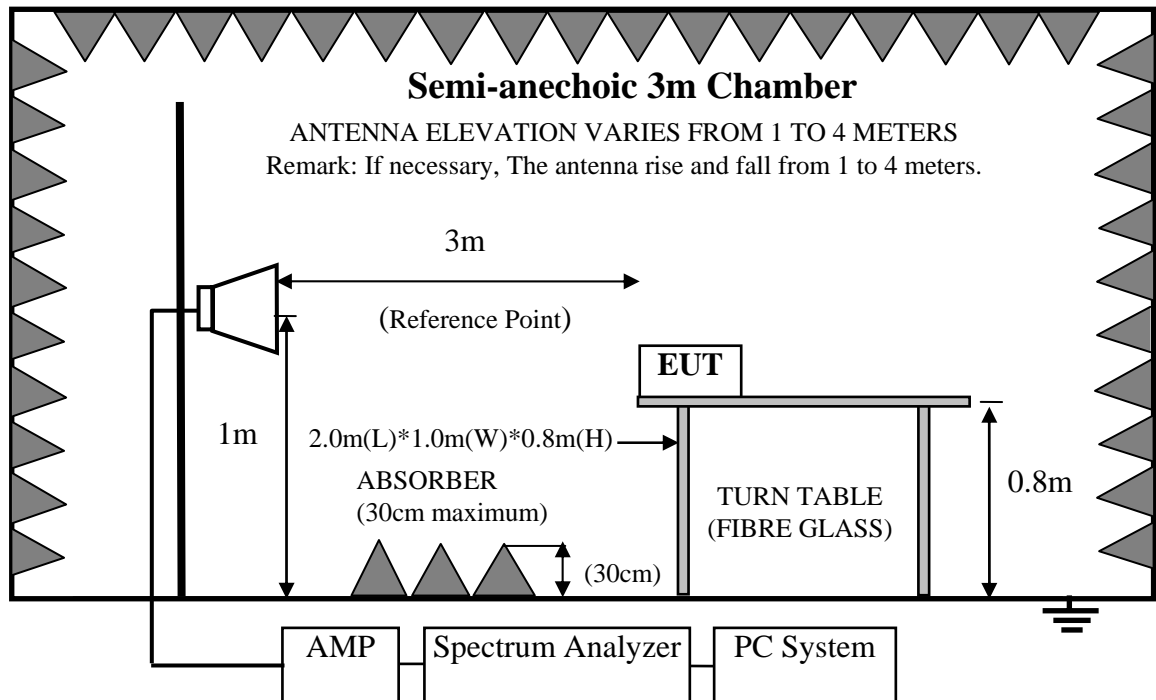 Semi-anechoic 3m Chamber
ANTENNA ELEVATION VARIES FROM 1 TO 4 METERS
Remark: If necessary, The antenna rise and fall from 1 to 4 meters.
3m
(Reference Point)
EUT
1m
2.0m(L)*1.0m(W)*0.8m(H)
ABSORBER
(30cm maximum)
TURN TABLE
(FIBRE GLASS)
0.8m
(30cm)
AMP
Spectrum Analyzer
PC System